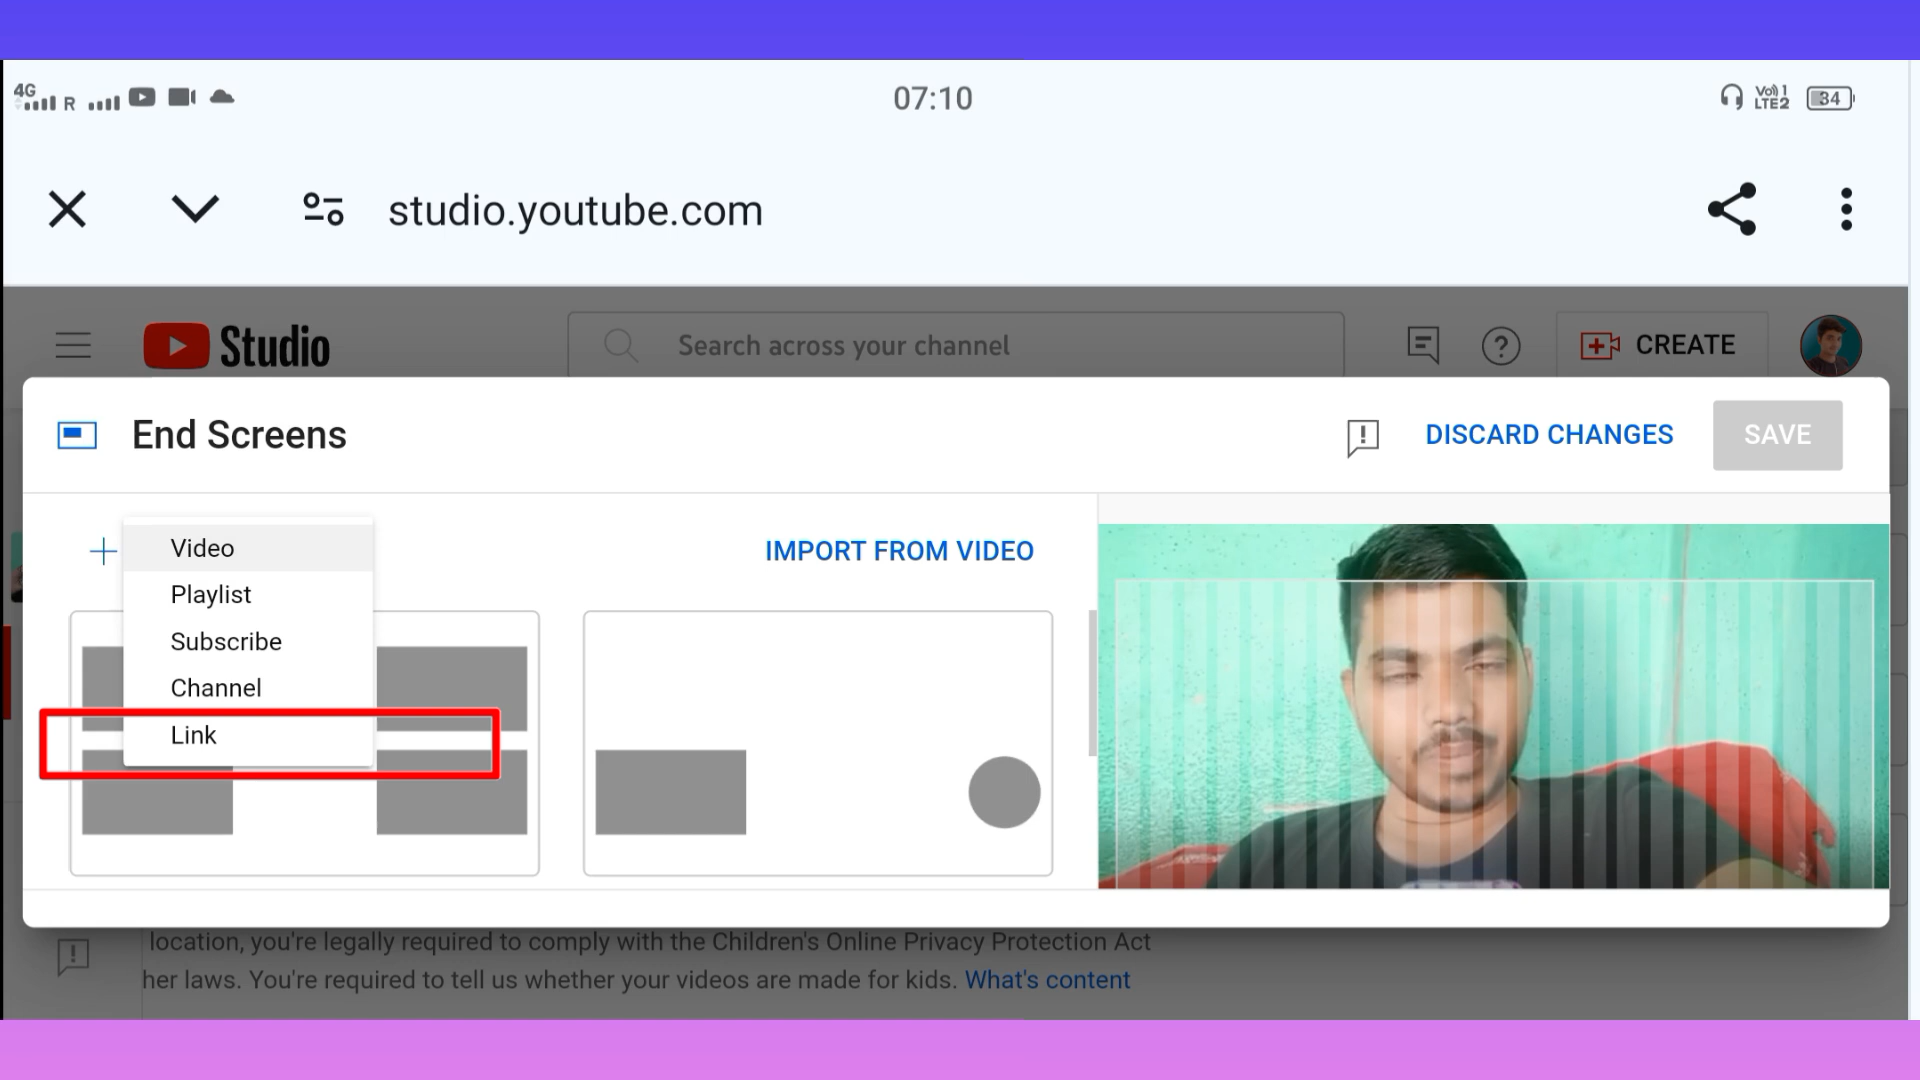 4G R 07:10 Vo) 1 LTE2 34
studio.youtube.com
Studio Search across your channel ? CREATE
End Screens ! DISCARD CHANGES SAVE
Video IMPORT FROM VIDEO
Playlist
Subscribe
Channel
Link
location, you're legally required to comply with the Children's Online Privacy Protection Act
her laws. You're required to tell us whether your videos are made for kids. What's content